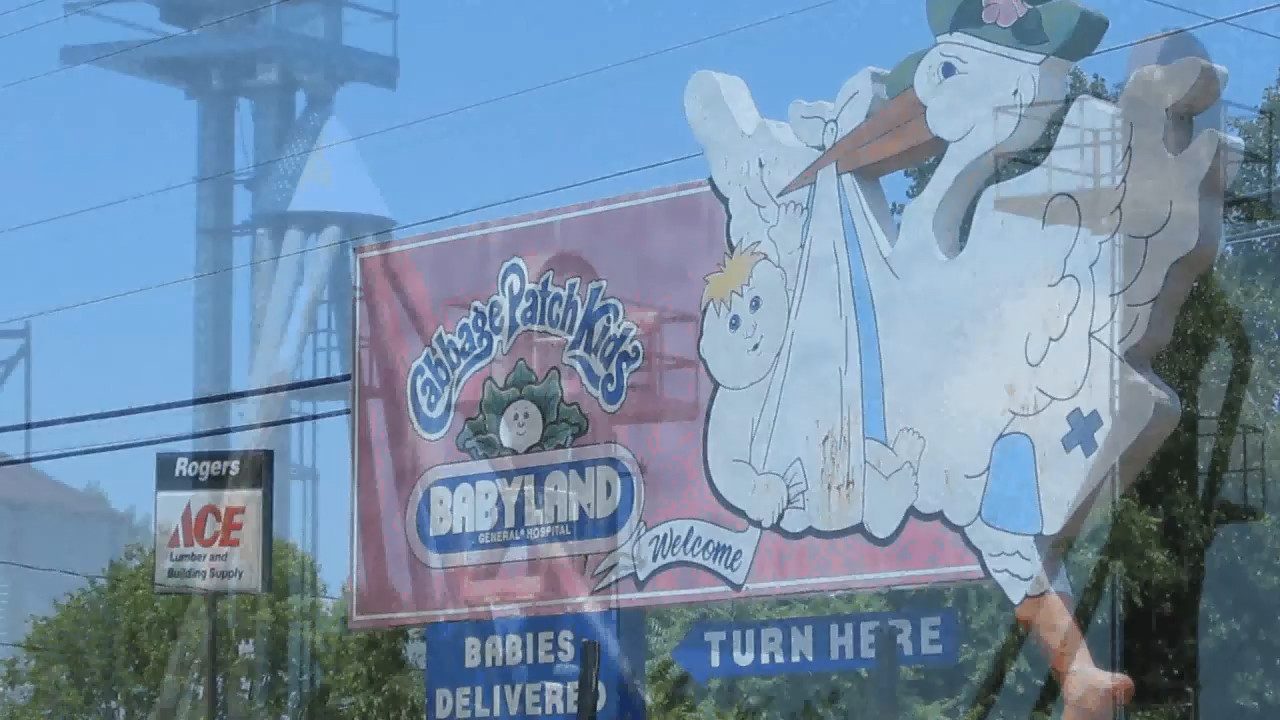 Cabbage Patch Kids
BABYLAND
GENERAL® HOSPITAL
Welcome
Rogers
ACE
Lumber and
Building Supply
BABIES
DELIVERED
TURN HERE